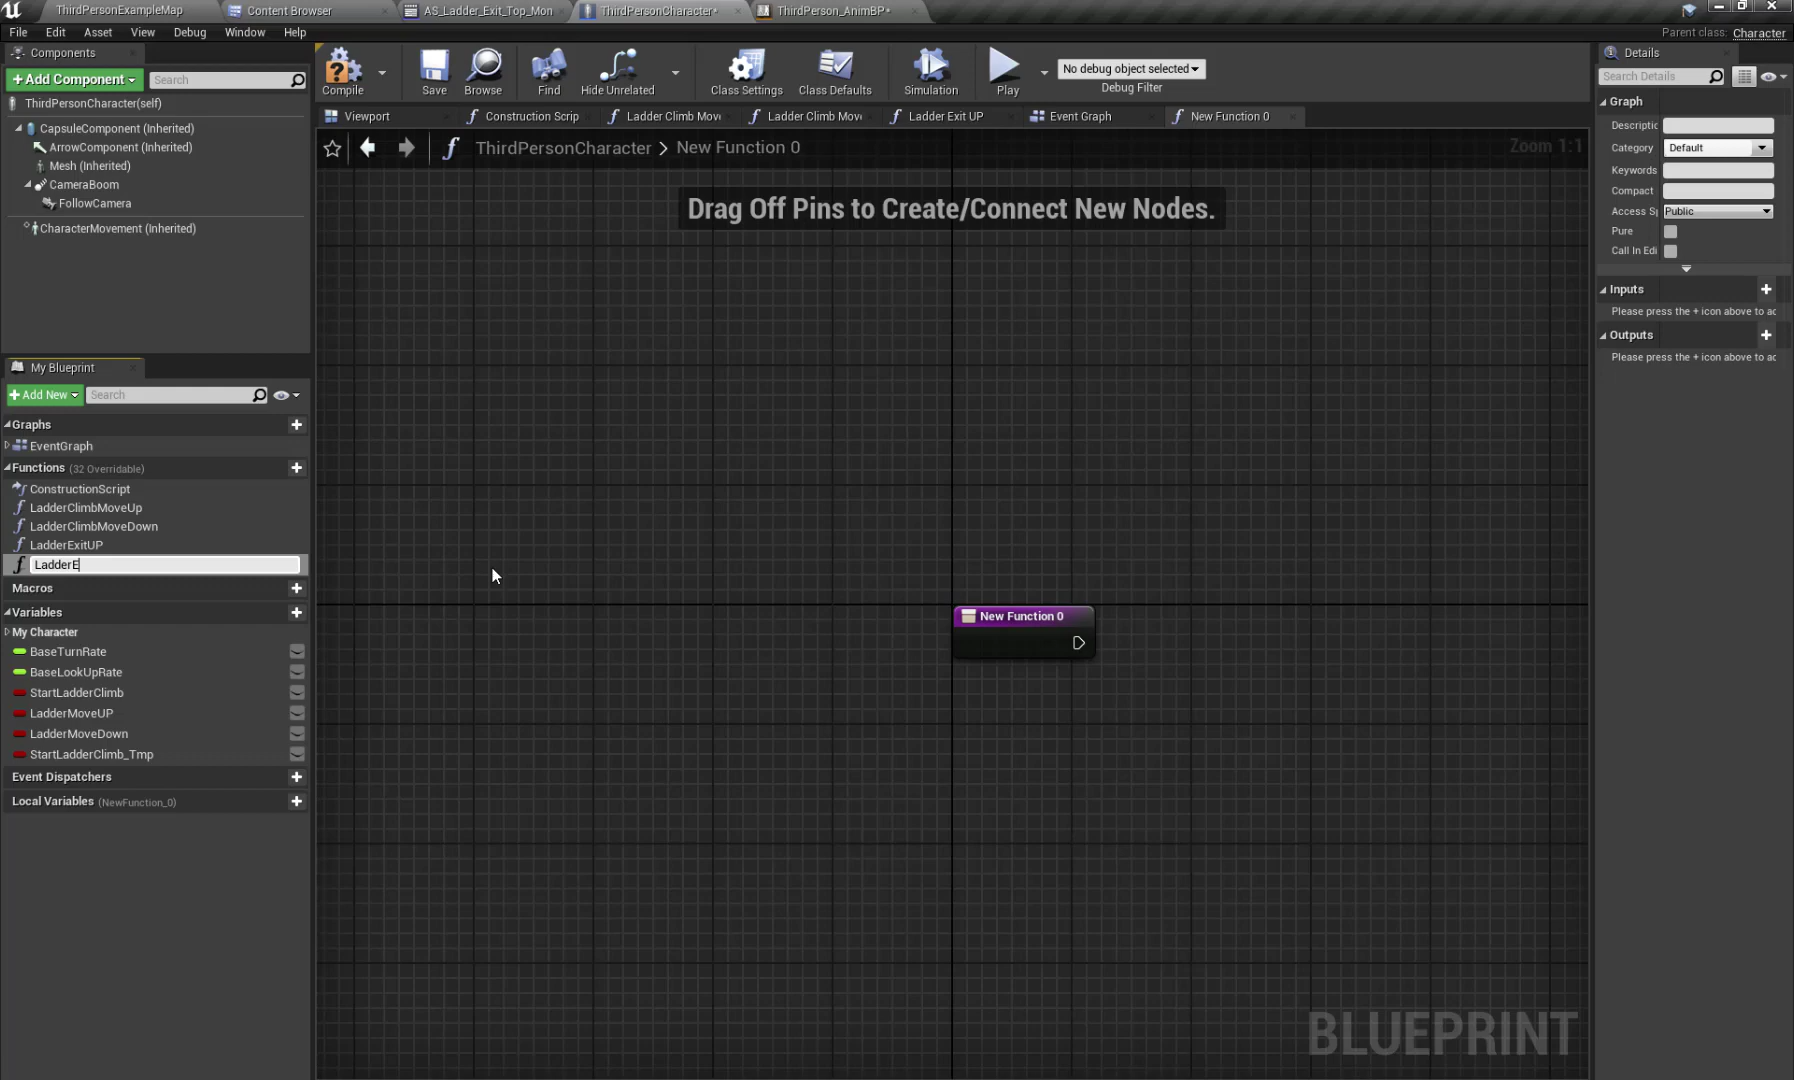 ThirdPersonExampleMap
Content Browser
AS_Ladder_Exit_Top_Mon
ThirdPersonCharacter*
ThirdPerson_AnimBP*
File Edit Asset View Debug Window Help
Parent class: Character
Components
+Add Component
Search
ThirdPersonCharacter(self)
CapsuleComponent (Inherited)
ArrowComponent (Inherited)
Mesh (Inherited)
CameraBoom
FollowCamera
CharacterMovement (Inherited)
Compile
Save
Browse
Find
Hide Unrelated
Class Settings
Class Defaults
Simulation
Play
No debug object selected
Debug Filter
Viewport
Construction Scrip
Ladder Climb Mov
Ladder Climb Mov
Ladder Exit UP
Event Graph
New Function 0
ThirdPersonCharacter > New Function 0
Zoom 1:1
Drag Off Pins to Create/Connect New Nodes.
New Function 0
BLUEPRINT
My Blueprint
+Add New
Search
Graphs
EventGraph
Functions (32 Overridable)
ConstructionScript
LadderClimbMoveUp
LadderClimbMoveDown
LadderExitUP
LadderE
Macros
Variables
My Character
BaseTurnRate
BaseLookUpRate
StartLadderClimb
LadderMoveUP
LadderMoveDown
StartLadderClimb_Tmp
Event Dispatchers
Local Variables (NewFunction_0)
Details
Search Details
Graph
Descriptic
Category Default
Keywords
Compact
Access Sp Public
Pure
Call In Edi
Inputs
Please press the + icon above to ac
Outputs
Please press the + icon above to ac